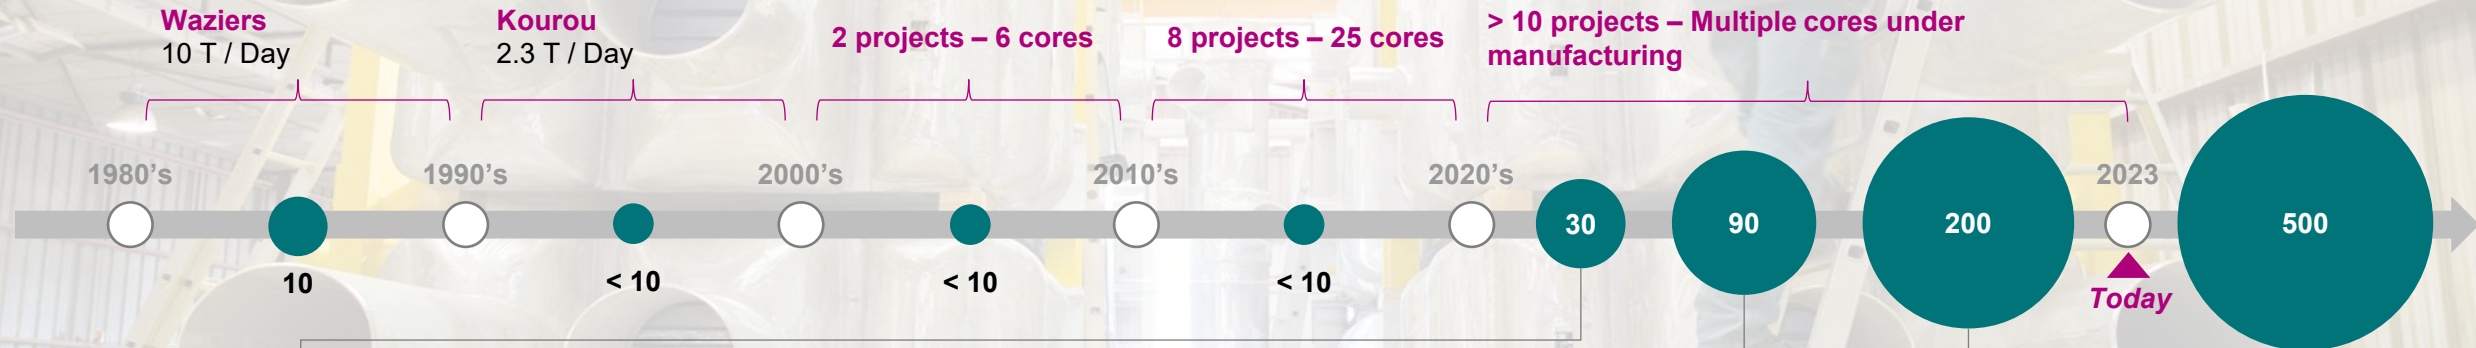 Waziers
10 T / Day
Kourou
2.3 T / Day
2 projects – 6 cores
8 projects – 25 cores
> 10 projects – Multiple cores under
manufacturing
1980’s
1990’s
2000’s
2010’s
2020’s
2023
30
90
200
500
10
< 10
< 10
< 10
Today